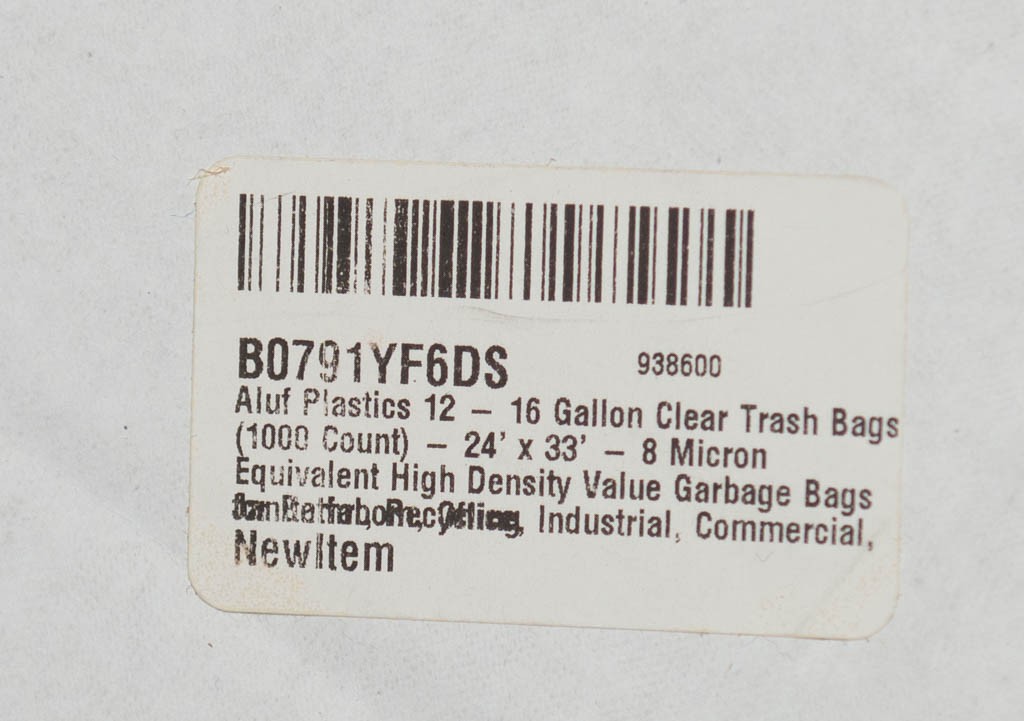 B0791YF6DS 938600
Aluf Plastics 12 – 16 Gallon Clear Trash Bags
(1000 Count) – 24' x 33' – 8 Micron
Equivalent High Density Value Garbage Bags
Industrial, Commercial,
NewItem